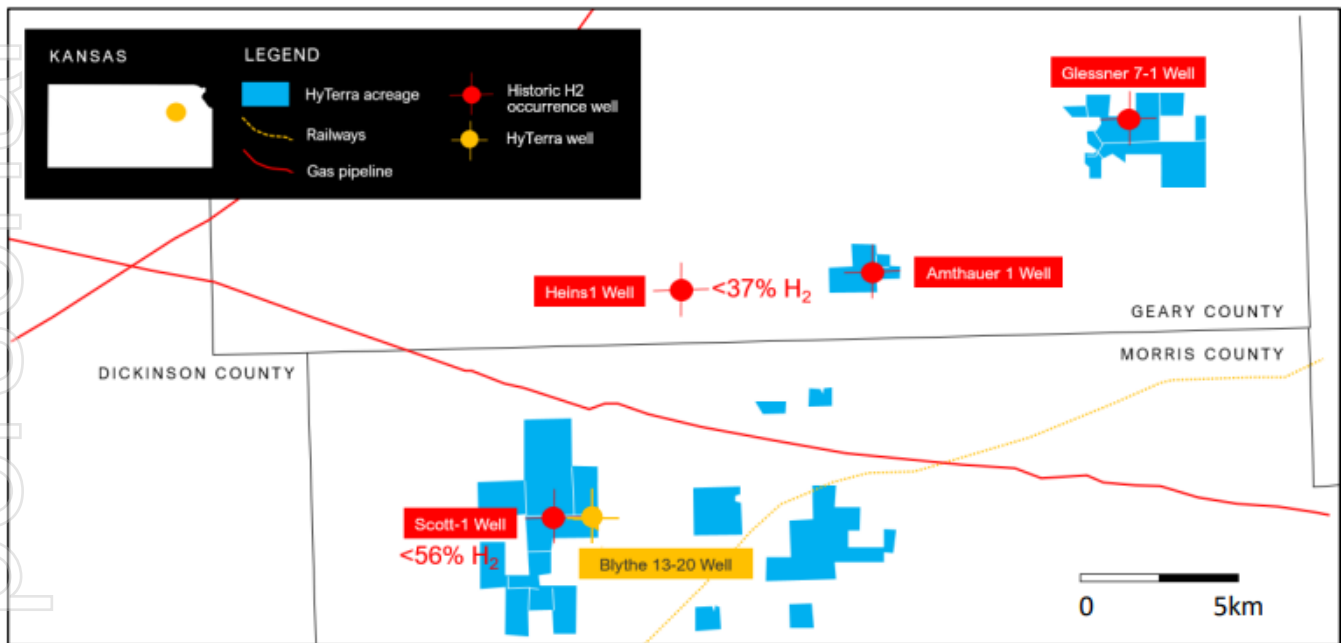 KANSAS
LEGEND
HyTerra acreage
Railways
Gas pipeline
Historic H2
occurrence well
HyTerra well
Glessner 7-1 Well
Heins1 Well
<37% H₂
Amthauer 1 Well
GEARY COUNTY
MORRIS COUNTY
DICKINSON COUNTY
Scott-1 Well
<56% H₂
Blythe 13-20 Well
0
5km